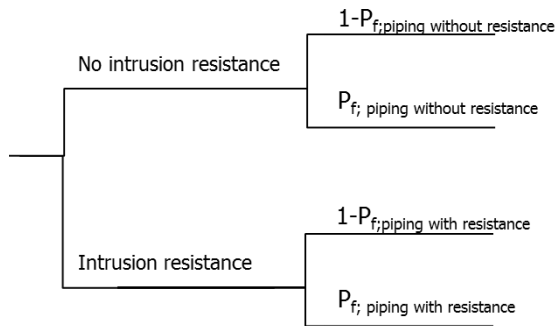 1-Pf;piping without resistance
No intrusion resistance
Pf; piping without resistance
1-Pf;piping with resistance
Intrusion resistance
Pf; piping with resistance